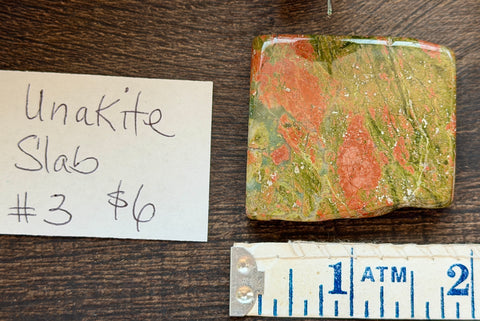 Unakite
Slab
#3 $6
1 ATM 2